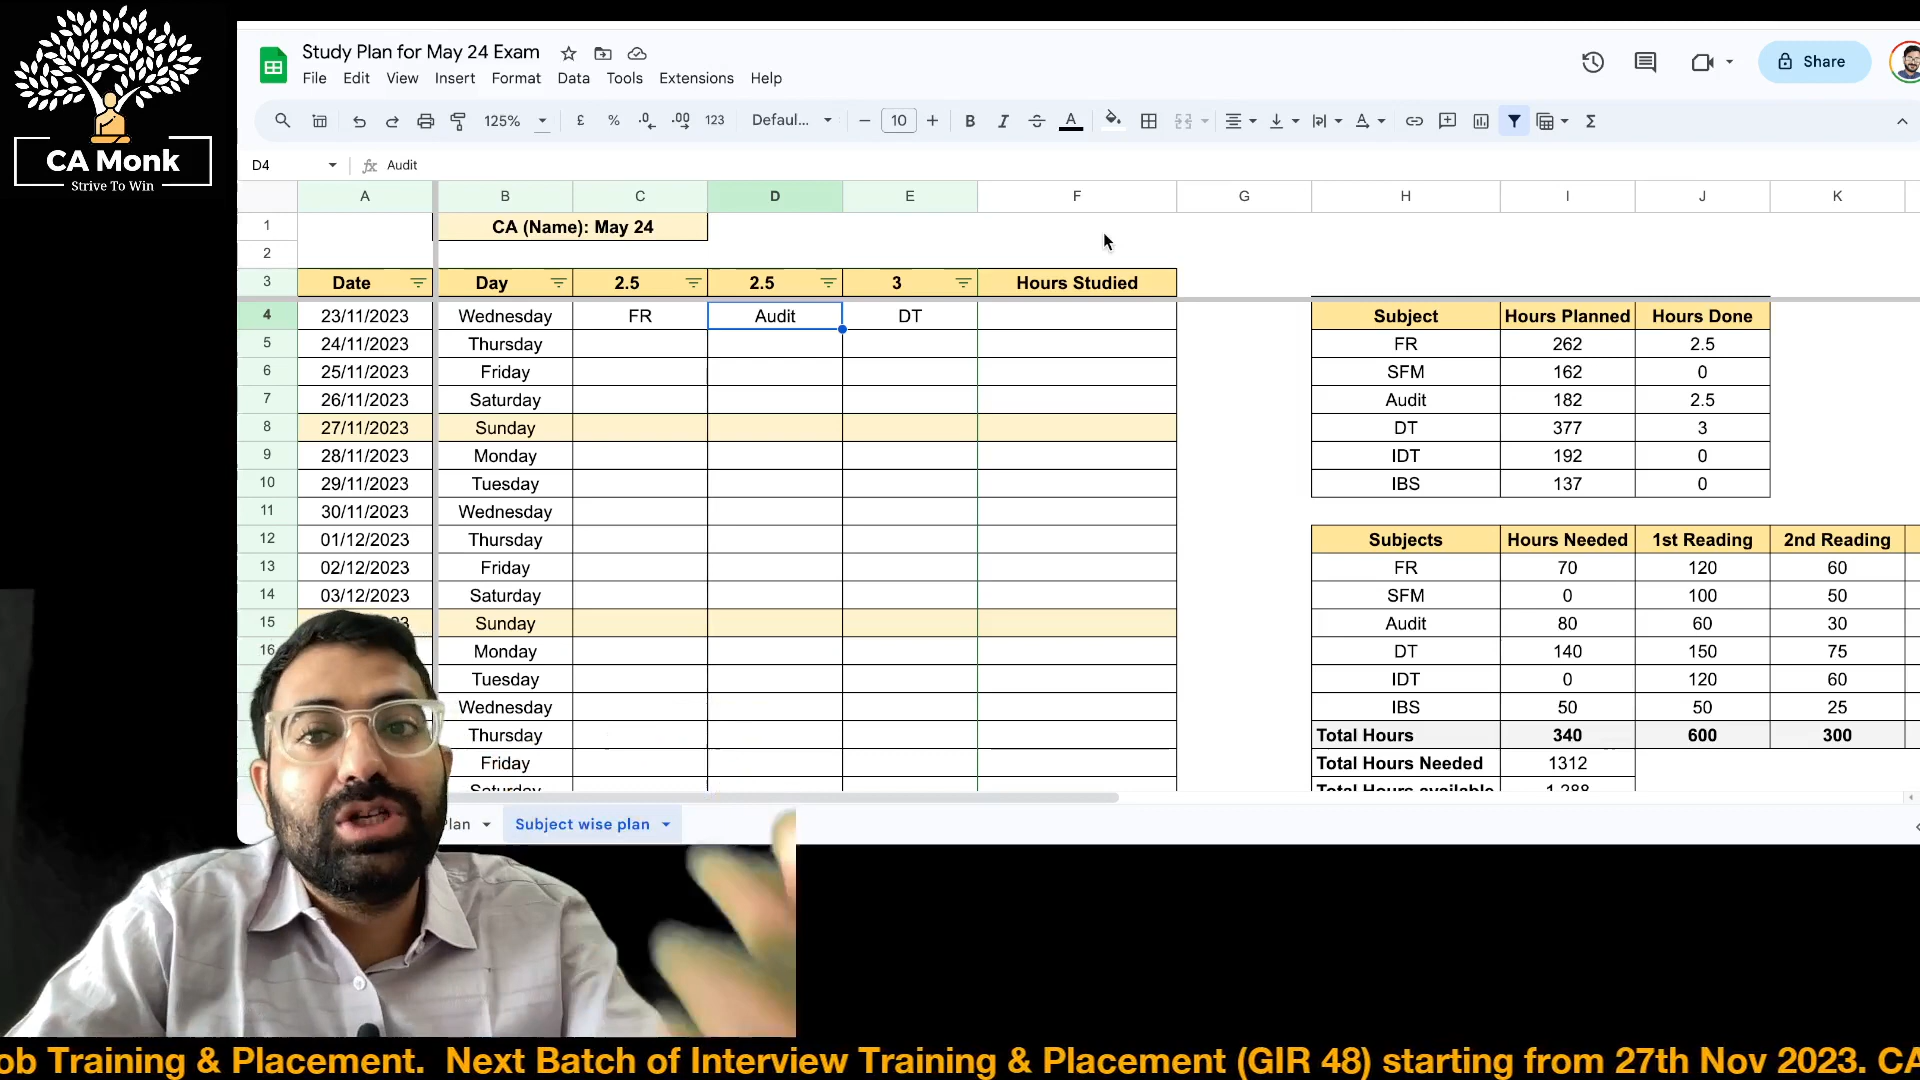 CA Monk
Strive To Win
Study Plan for May 24 Exam
File Edit View Insert Format Data Tools Extensions Help
Share
125% £ % .0 .00 123 Defaul... 10 B I S A
D4 fx Audit
A B C D E F G H I J K
1 CA (Name): May 24
2
3 Date Day 2.5 2.5 3 Hours Studied
4 23/11/2023 Wednesday FR Audit DT Subject Hours Planned Hours Done
5 24/11/2023 Thursday FR 262 2.5
6 25/11/2023 Friday SFM 162 0
7 26/11/2023 Saturday Audit 182 2.5
8 27/11/2023 Sunday DT 377 3
9 28/11/2023 Monday IDT 192 0
10 29/11/2023 Tuesday IBS 137 0
11 30/11/2023 Wednesday
12 01/12/2023 Thursday Subjects Hours Needed 1st Reading 2nd Reading
13 02/12/2023 Friday FR 70 120 60
14 03/12/2023 Saturday SFM 0 100 50
15 Sunday Audit 80 60 30
16 Monday DT 140 150 75
Tuesday IDT 0 120 60
Wednesday IBS 50 50 25
Thursday Total Hours 340 600 300
Friday Total Hours Needed 1312
Saturday Total Hours available 1,288
lan Subject wise plan
ob Training & Placement. Next Batch of Interview Training & Placement (GIR 48) starting from 27th Nov 2023. CA